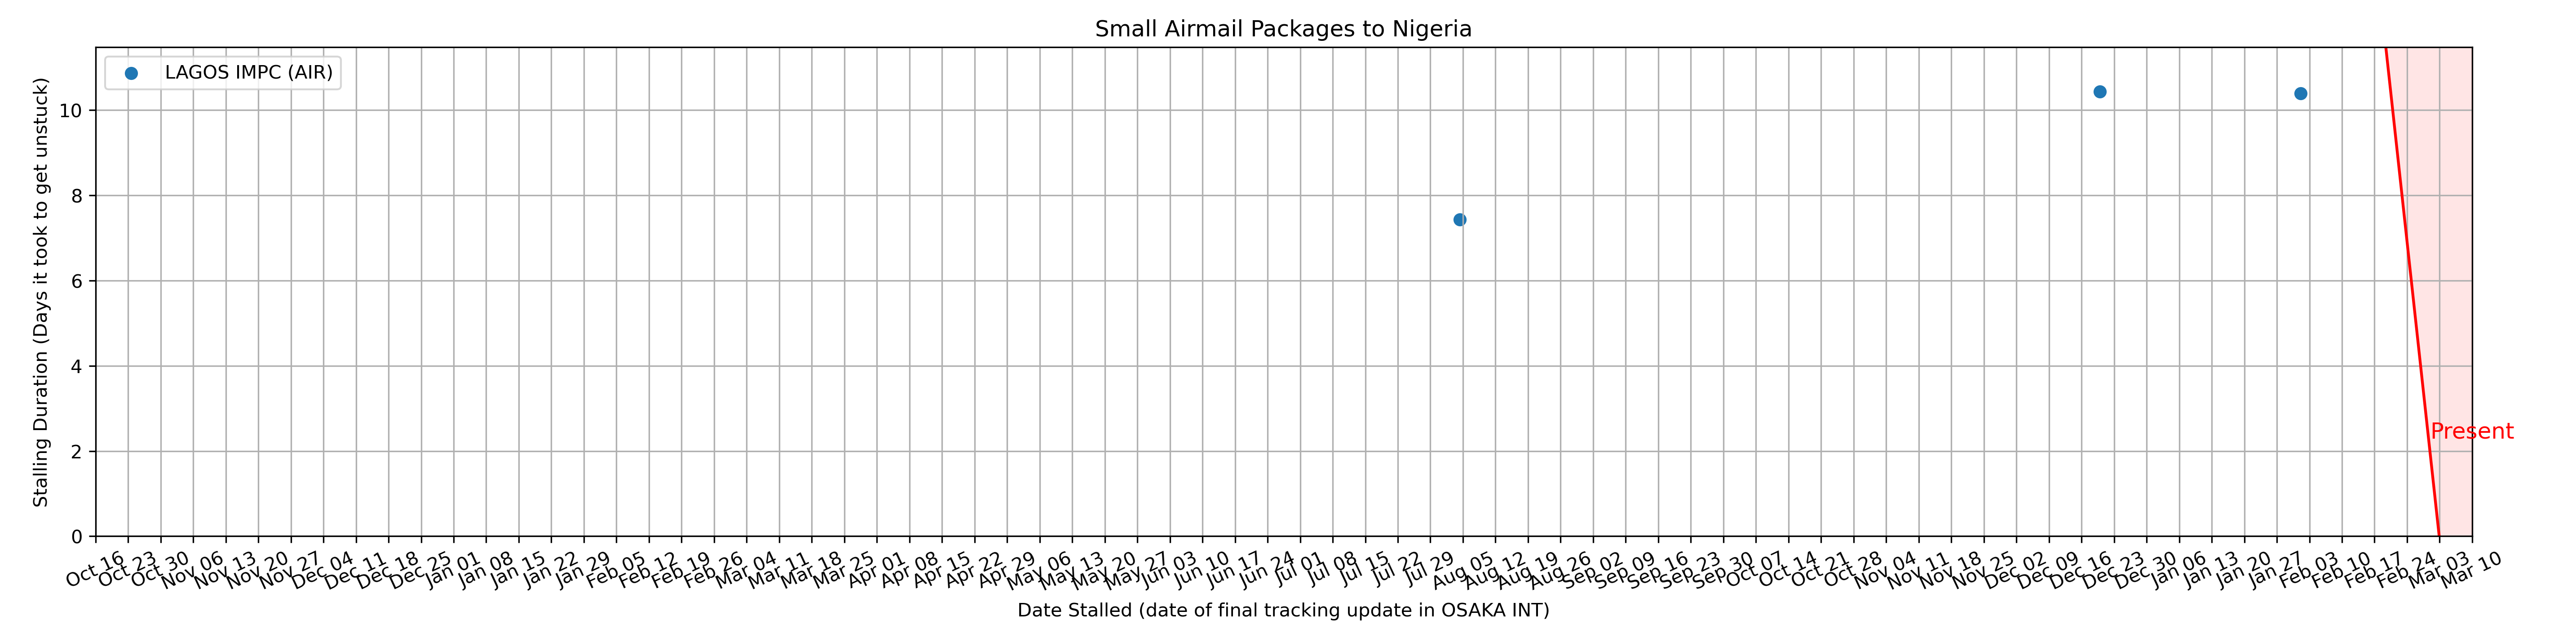 Small Airmail Packages to Nigeria
LAGOS IMPC (AIR)
Stalling Duration (Days it took to get unstuck)
10
8
6
4
2
0
Present
Oct 16 Oct 23 Oct 30 Nov 06 Nov 13 Nov 20 Nov 27 Dec 04 Dec 11 Dec 18 Dec 25 Jan 01 Jan 08 Jan 15 Jan 22 Jan 29 Feb 05 Feb 12 Feb 19 Feb 26 Mar 04 Mar 11 Mar 18 Mar 25 Apr 01 Apr 08 Apr 15 Apr 22 Apr 29 May 06 May 13 May 20 May 27 Jun 03 Jun 10 Jun 17 Jun 24 Jul 01 Jul 08 Jul 15 Jul 22 Jul 29 Aug 05 Aug 12 Aug 19 Aug 26 Sep 02 Sep 09 Sep 16 Sep 23 Sep 30 Oct 07 Oct 14 Oct 21 Oct 28 Nov 04 Nov 11 Nov 18 Nov 25 Dec 02 Dec 09 Dec 16 Dec 23 Dec 30 Jan 06 Jan 13 Jan 20 Jan 27 Feb 03 Feb 10 Feb 17 Feb 24 Mar 03 Mar 10
Date Stalled (date of final tracking update in OSAKA INT)